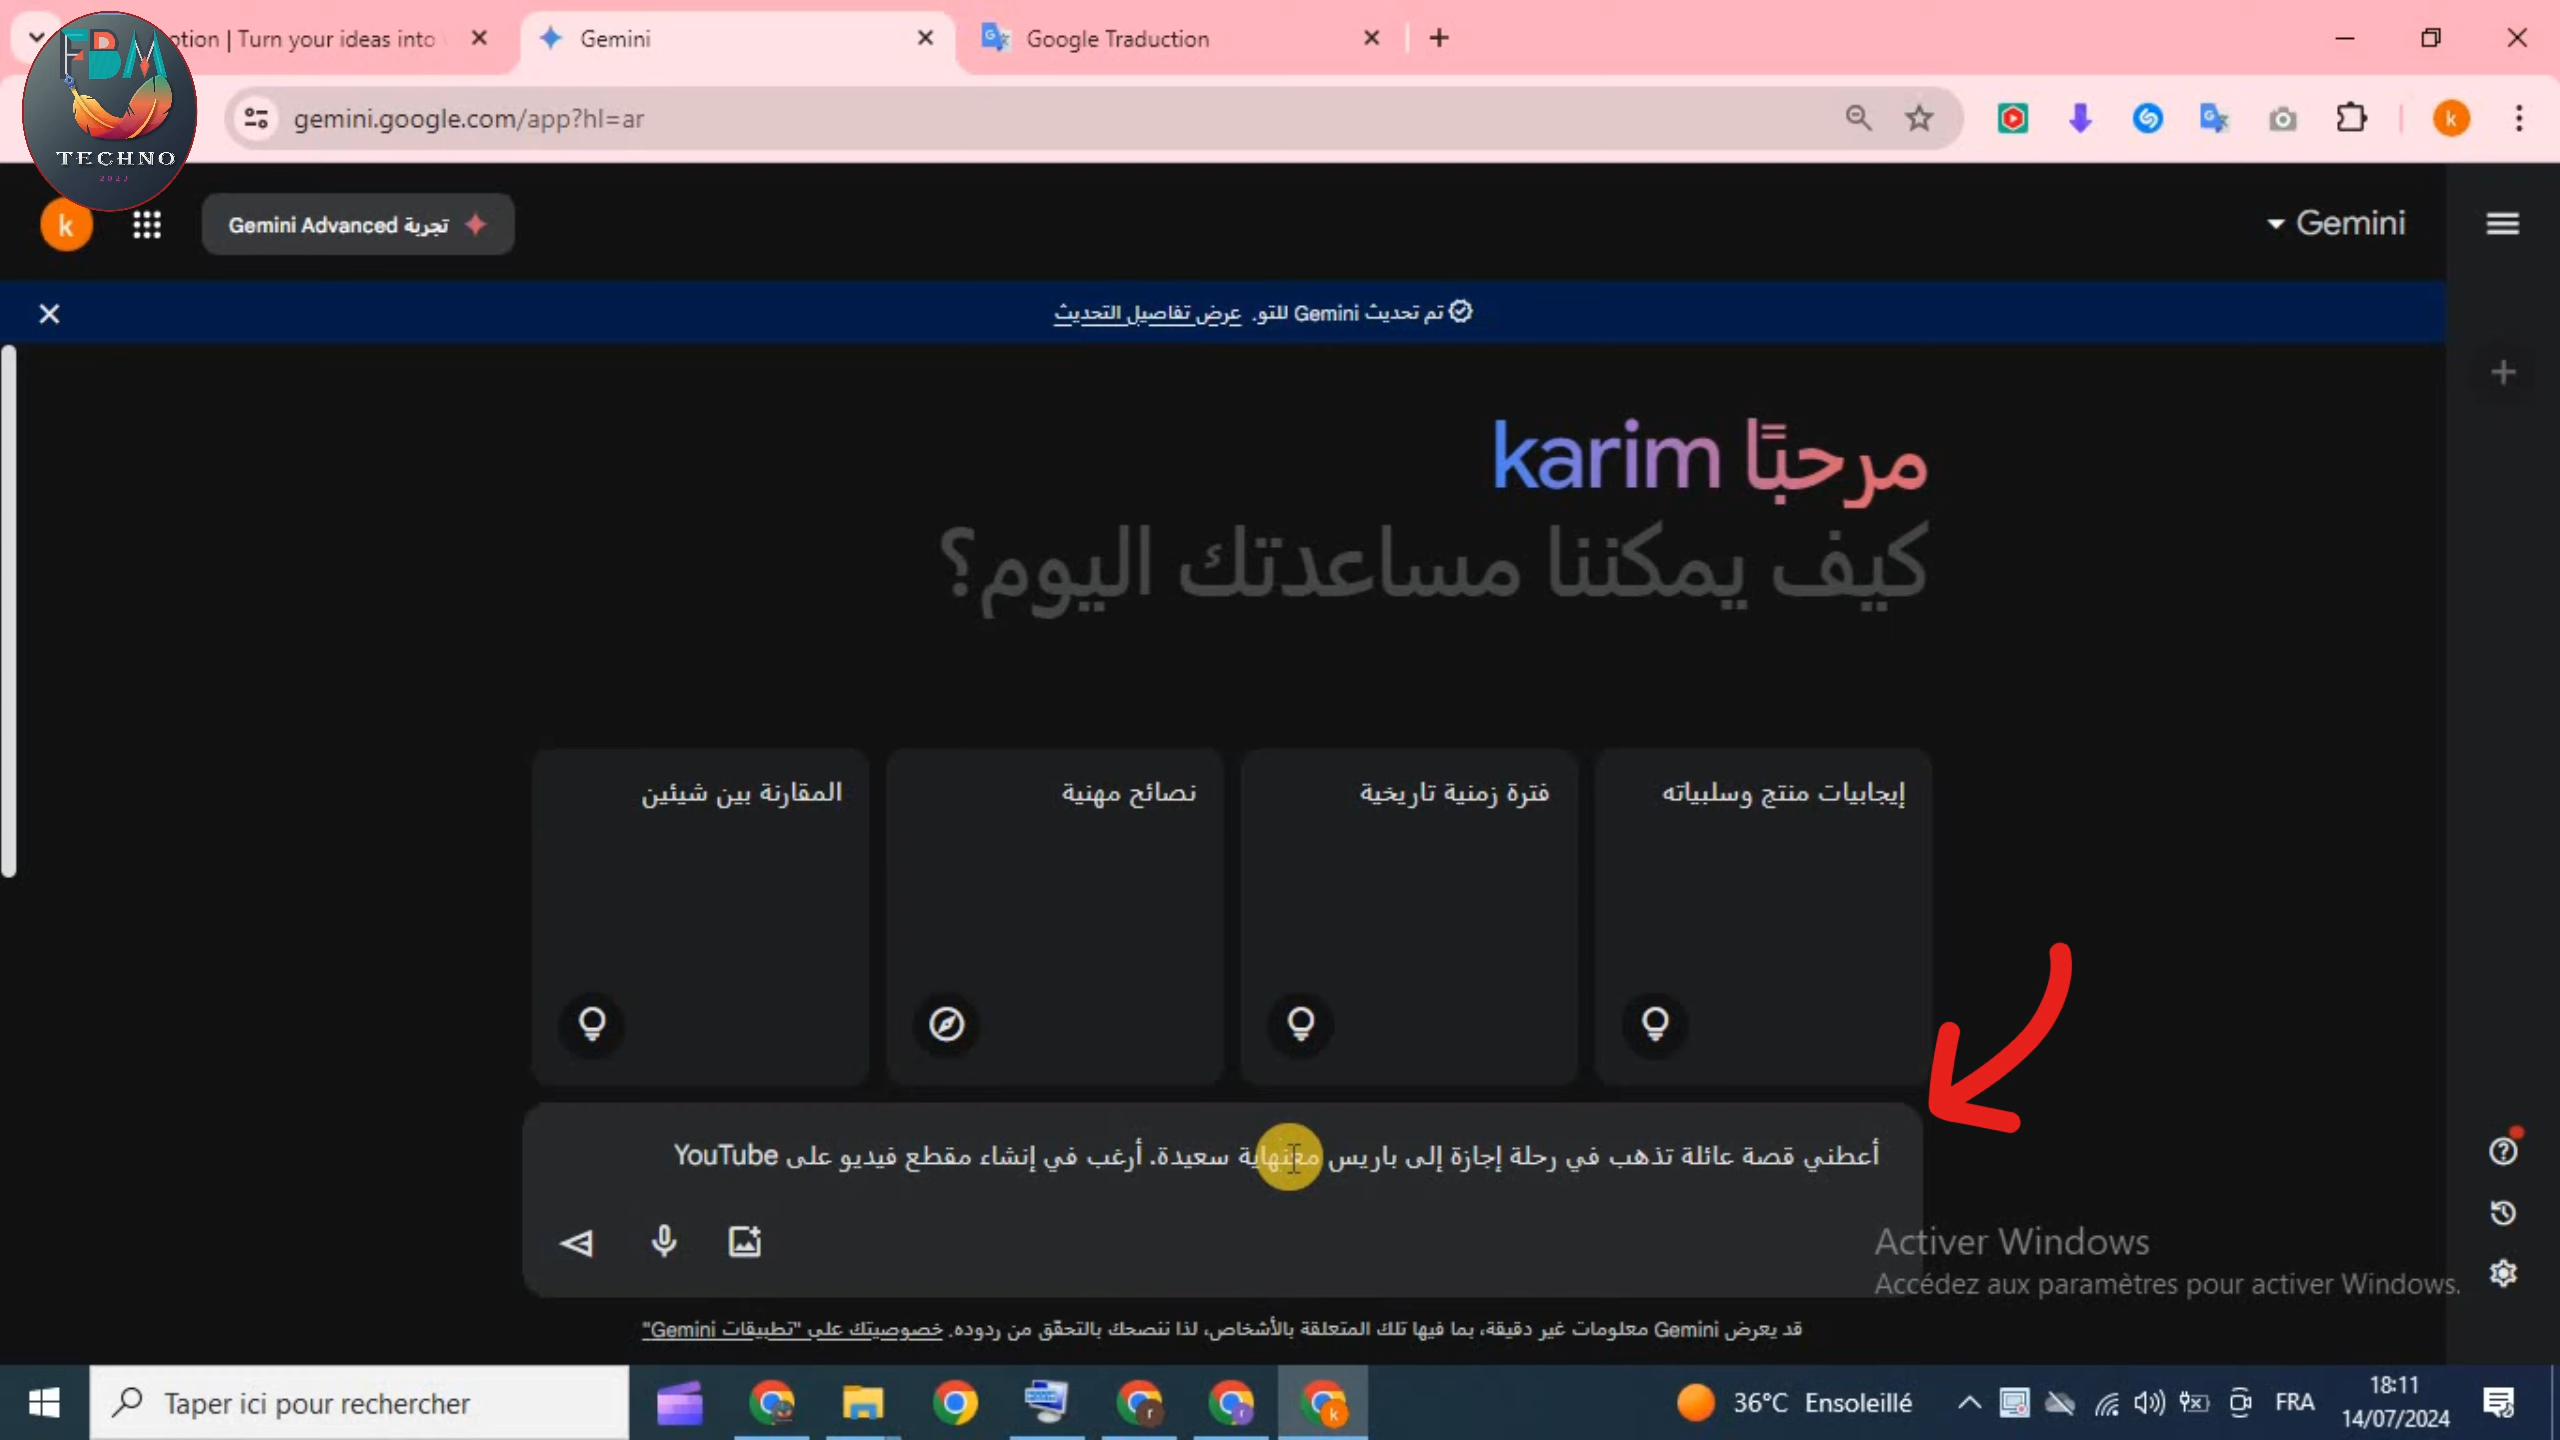 otion | Turn your ideas into
Gemini
Google Traduction
FBM
TECHNO
2023
gemini.google.com/app?hl=ar
k
k
تجربة Gemini Advanced
Gemini
تم تحديث Gemini للتو. عرض تفاصيل التحديث
مرحبًا karim
كيف يمكننا مساعدتك اليوم؟
إيجابيات منتج وسلبياته
فترة زمنية تاريخية
نصائح مهنية
المقارنة بين شيئين
أعطني قصة عائلة تذهب في رحلة إجازة إلى باريس مع نهاية سعيدة. أرغب في إنشاء مقطع فيديو على YouTube
Activer Windows
Accédez aux paramètres pour activer Windows.
قد يعرض Gemini معلومات غير دقيقة، بما فيها تلك المتعلقة بالأشخاص، لذا ننصحك بالتحقّق من ردوده. خصوصيتك على "تطبيقات Gemini"
Taper ici pour rechercher
r
r
k
36°C Ensoleillé
FRA
18:11
14/07/2024